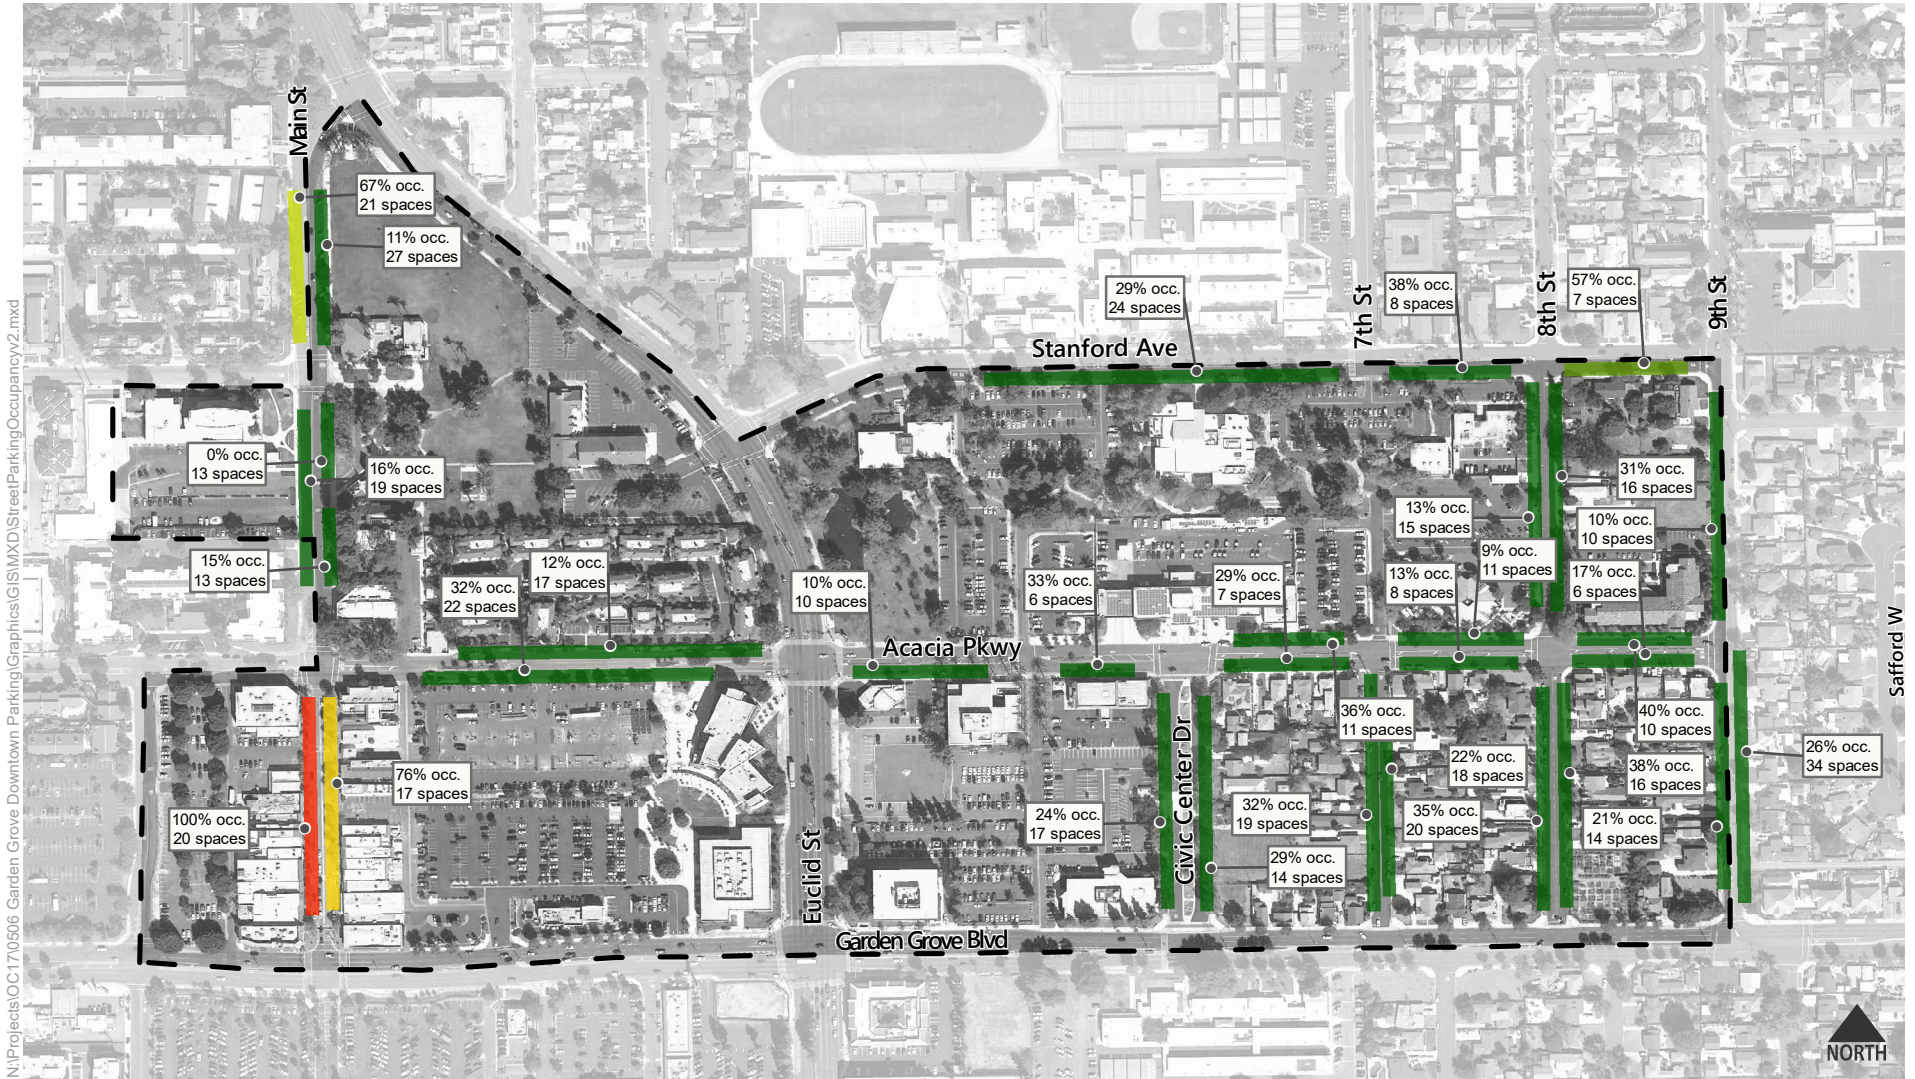 N:\Projects\OC17\0506 Garden Grove Downtown Parking\Graphics\GIS\MXD\StreetParkingOccupancyv2.mxd
Main St
67% occ.
21 spaces
11% occ.
27 spaces
29% occ.
24 spaces
38% occ.
8 spaces
57% occ.
7 spaces
7th St
8th St
9th St
Stanford Ave
0% occ.
13 spaces
16% occ.
19 spaces
31% occ.
16 spaces
13% occ.
15 spaces
10% occ.
10 spaces
15% occ.
13 spaces
12% occ.
17 spaces
32% occ.
22 spaces
10% occ.
10 spaces
33% occ.
6 spaces
29% occ.
7 spaces
13% occ.
8 spaces
9% occ.
11 spaces
17% occ.
6 spaces
Acacia Pkwy
Safford W
36% occ.
11 spaces
40% occ.
10 spaces
26% occ.
34 spaces
22% occ.
18 spaces
38% occ.
16 spaces
76% occ.
17 spaces
100% occ.
20 spaces
24% occ.
17 spaces
Civic Center Dr
32% occ.
19 spaces
35% occ.
20 spaces
21% occ.
14 spaces
29% occ.
14 spaces
Euclid St
Garden Grove Blvd
NORTH